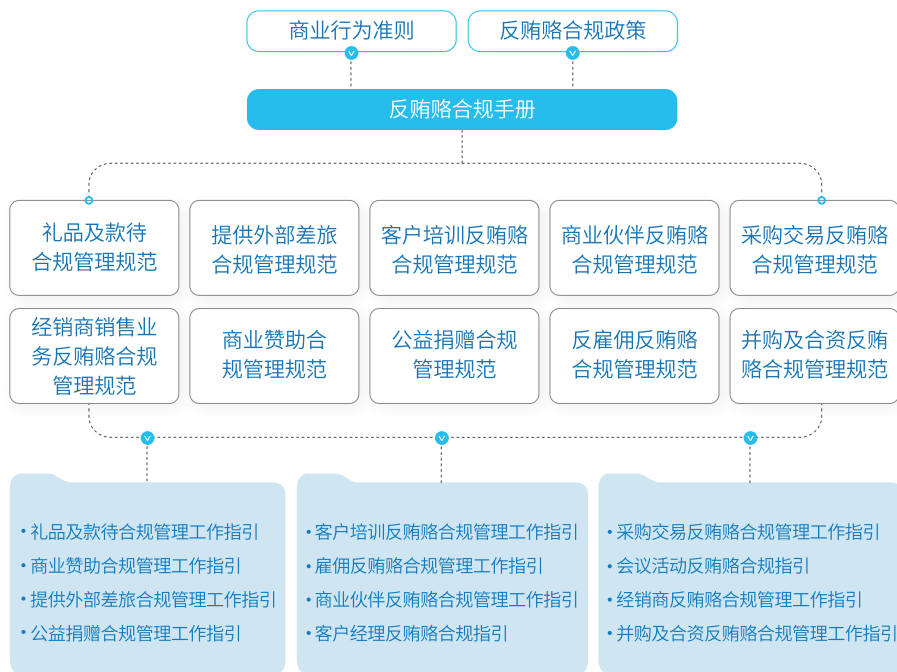 商业行为准则
反贿赂合规政策
反贿赂合规手册
礼品及款待
合规管理规范
提供外部差旅
合规管理规范
客户培训反贿赂
合规管理规范
商业伙伴反贿赂
合规管理规范
采购交易反贿赂
合规管理规范
经销商销售业
务反贿赂合规
管理规范
商业赞助合
规管理规范
公益捐赠合规
管理规范
反雇佣反贿赂
合规管理规范
并购及合资反贿
赂合规管理规范
• 礼品及款待合规管理工作指引
• 商业赞助合规管理工作指引
• 提供外部差旅合规管理工作指引
• 公益捐赠合规管理工作指引
• 客户培训反贿赂合规管理工作指引
• 雇佣反贿赂合规管理工作指引
• 商业伙伴反贿赂合规管理工作指引
• 客户经理反贿赂合规指引
• 采购交易反贿赂合规管理工作指引
• 会议活动反贿赂合规指引
• 经销商反贿赂合规管理工作指引
• 并购及合资反贿赂合规管理工作指引